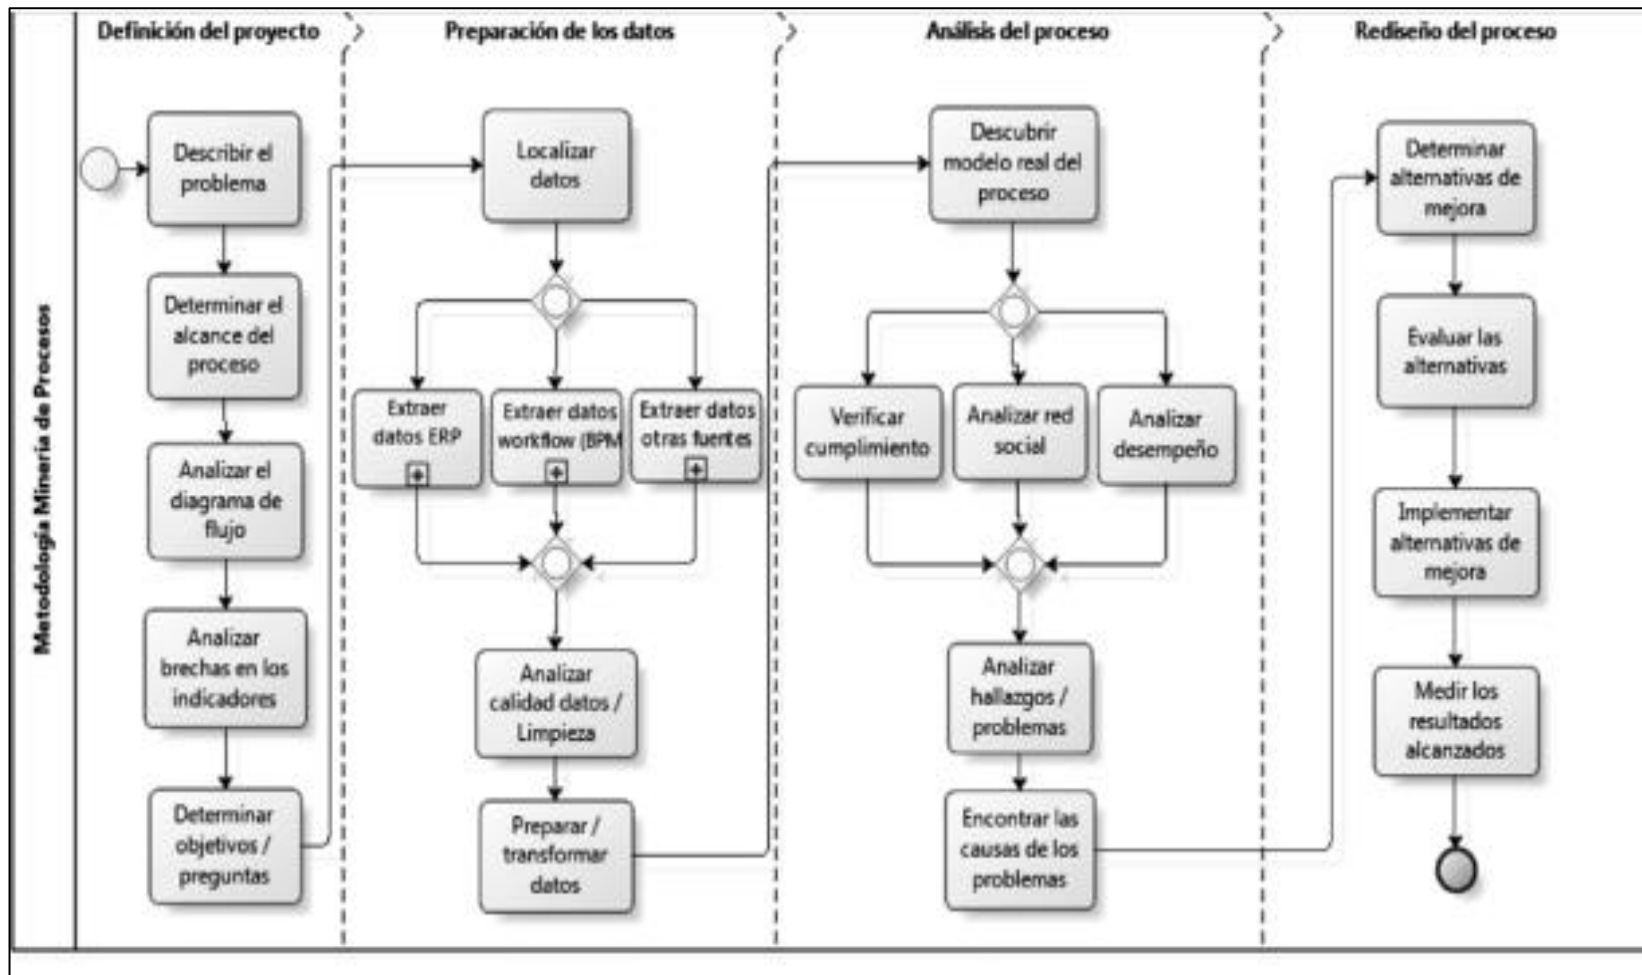 Metodología Minería de Procesos
Definición del proyecto
Describir el
problema
Determinar el
alcance del
proceso
Analizar el
diagrama de
flujo
Analizar
brechas en los
indicadores
Determinar
objetivos /
preguntas
Preparación de los datos
Localizar
datos
Extraer
datos ERP
Extraer datos
workflow (BPM
Extraer datos
otras fuentes
Analizar
calidad datos /
Limpieza
Preparar /
transformar
datos
Análisis del proceso
Descubrir
modelo real del
proceso
Verificar
cumplimiento
Analizar red
social
Analizar
desempeño
Analizar
hallazgos /
problemas
Encontrar las
causas de los
problemas
Rediseño del proceso
Determinar
alternativas de
mejora
Evaluar las
alternativas
Implementar
alternativas de
mejora
Medir los
resultados
alcanzados